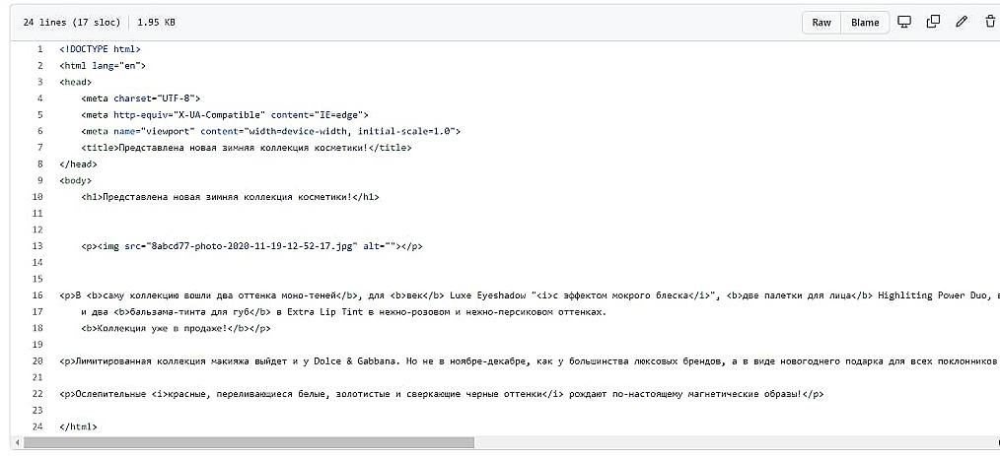 24 lines (17 sloc) 1.95 KB Raw Blame
1 <!DOCTYPE html>
2 <html lang="en">
3 <head>
4 <meta charset="UTF-8">
5 <meta http-equiv="X-UA-Compatible" content="IE=edge">
6 <meta name="viewport" content="width=device-width, initial-scale=1.0">
7 <title>Представлена новая зимняя коллекция косметики!</title>
8 </head>
9 <body>
10 <h1>Представлена новая зимняя коллекция косметики!</h1>
11
12
13 <p><img src="8abcd77-photo-2020-11-19-12-52-17.jpg" alt=""></p>
14
15
16 <p>В <b>саму коллекцию вошли два оттенка моно-теней</b>, для <b>век</b> Luxe Eyeshadow "<i>с эффектом мокрого блеска</i>", <b>две палетки для лица</b> Highliting Power Duo,
17 и два <b>бальзама-тинта для губ</b> в Extra Lip Tint в нежно-розовом и нежно-персиковом оттенках.
18 <b>Коллекция уже в продаже!</b></p>
19
20 <p>Лимитированная коллекция макияжа выйдет и у Dolce & Gabbana. Но не в ноябре-декабре, как у большинства люксовых брендов, а в виде новогоднего подарка для всех поклонников
21
22 <p>Ослепительные <i>красные, переливающиеся белые, золотистые и сверкающие черные оттенки</i> рождают по-настоящему магнетические образы!</p>
23
24 </html>